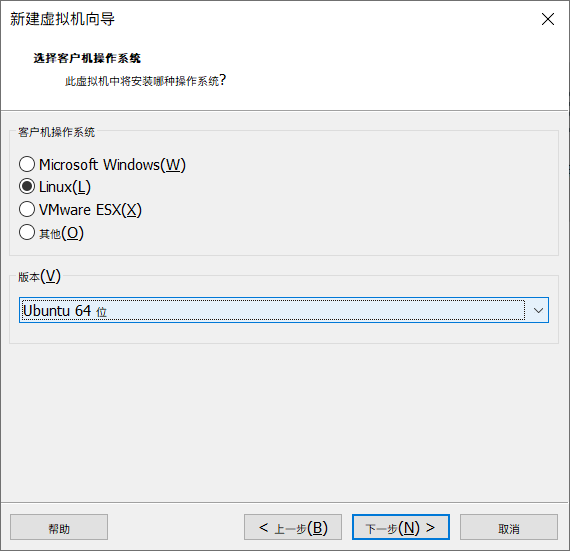 新建虚拟机向导
选择客户机操作系统
此虚拟机中将安装哪种操作系统?
客户机操作系统
Microsoft Windows(W)
Linux(L)
VMware ESX(X)
其他(O)
版本(V)
Ubuntu 64 位
帮助
< 上一步(B)
下一步(N) >
取消